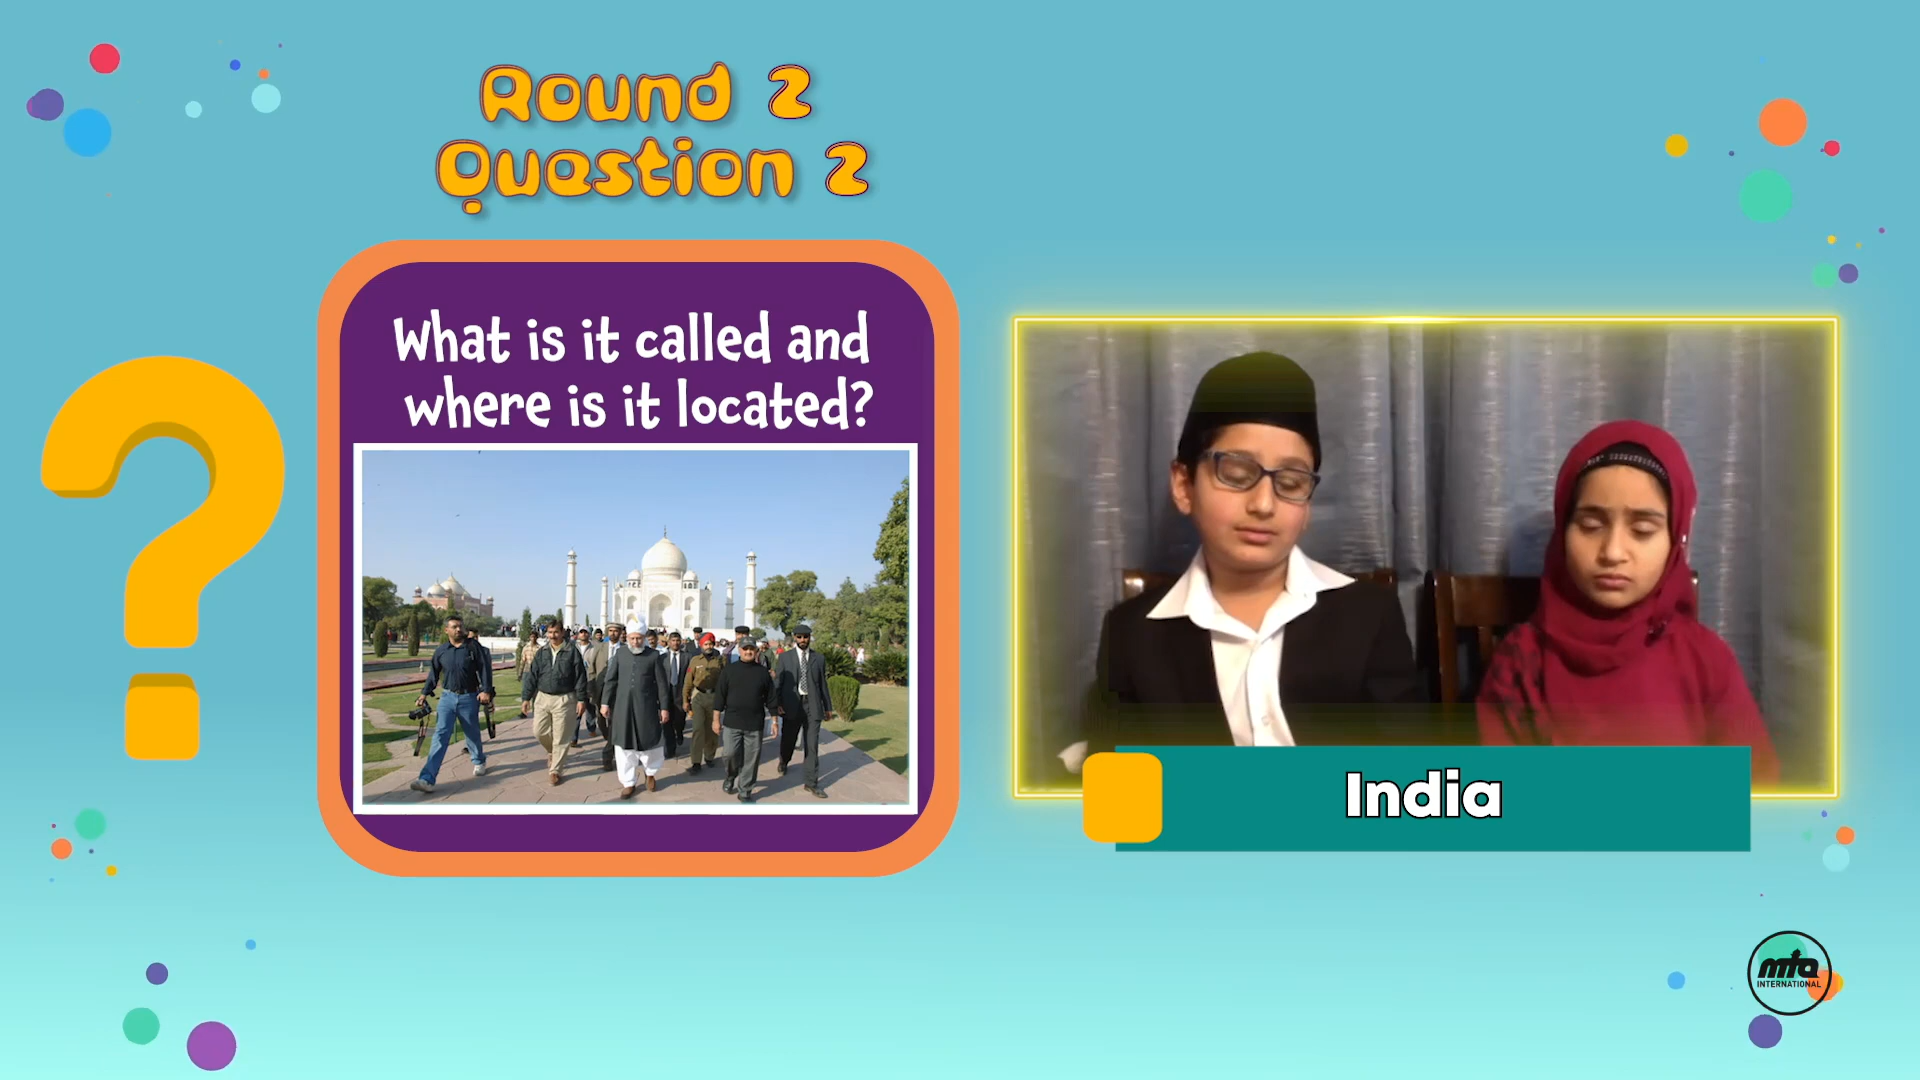 Round 2
Question 2
What is it called and
where is it located?
India
mta
INTERNATIONAL